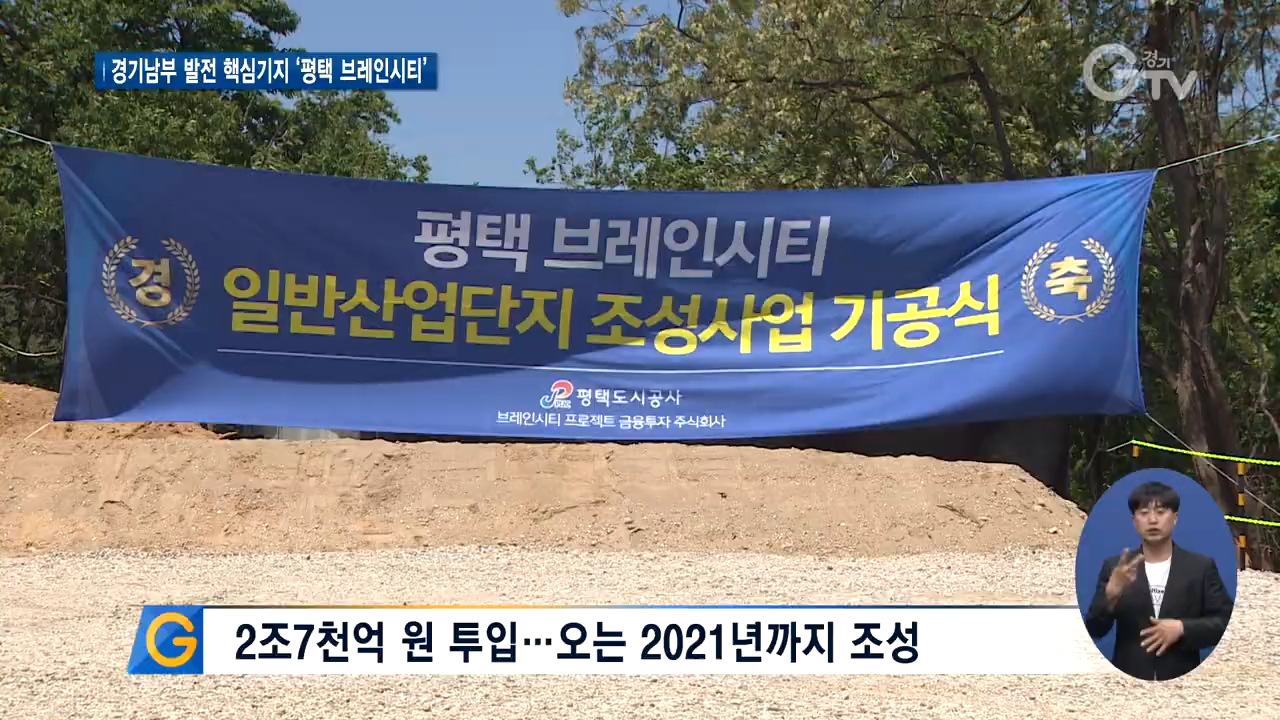 경기남부 발전 핵심기지 ‘평택 브레인시티’
경기
GTV
평택 브레인시티
경
일반산업단지 조성사업 기공식
축
평택도시공사
브레인시티 프로젝트 금융투자 주식회사
G 2조7천억 원 투입…오는 2021년까지 조성